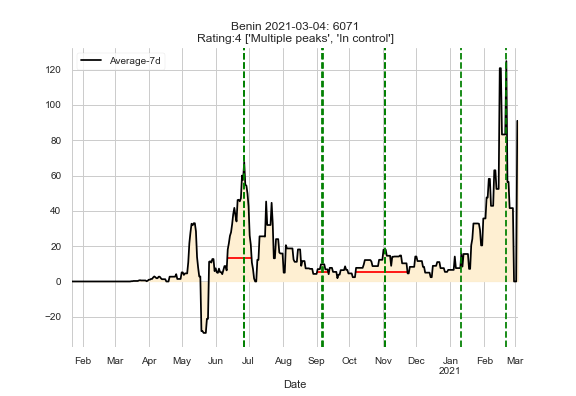 Benin 2021-03-04: 6071
Rating:4 ['Multiple peaks', 'In control']
Average-7d
120
100
80
60
40
20
0
−20
Feb Mar Apr May Jun Jul Aug Sep Oct Nov Dec Jan Feb Mar
2021
Date